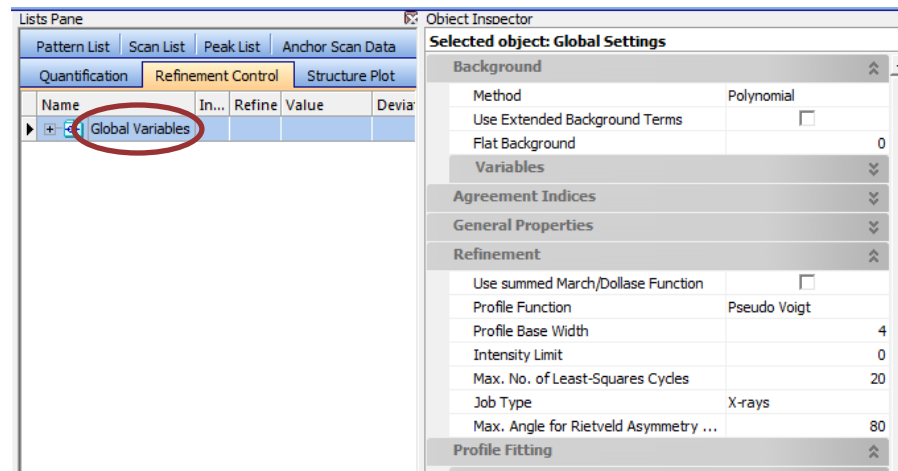 Lists Pane
Pattern List Scan List Peak List Anchor Scan Data
Quantification Refinement Control Structure Plot
Name In... Refine Value Deviat
Global Variables
Object Inspector
Selected object: Global Settings
Background
Method Polynomial
Use Extended Background Terms
Flat Background 0
Variables
Agreement Indices
General Properties
Refinement
Use summed March/Dollase Function
Profile Function Pseudo Voigt
Profile Base Width 4
Intensity Limit 0
Max. No. of Least-Squares Cycles 20
Job Type X-rays
Max. Angle for Rietveld Asymmetry ... 80
Profile Fitting